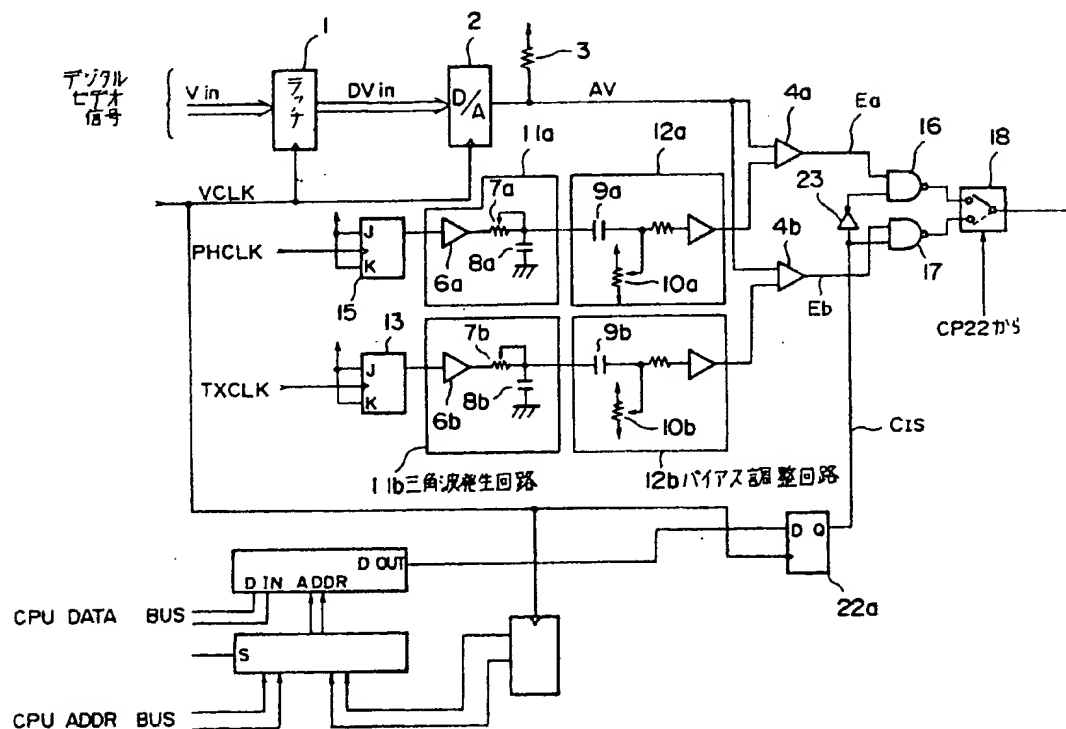 1
2
3
デジタル
ビデオ
信号
Vin
ラッチ
DVin
D/A
AV
4a
Ea
16
18
11a
12a
VCLK
7a
9a
23
PHCLK
J
K
15
6a
8a
10a
4b
17
Eb
CP22から
13
7b
9b
TXCLK
J
K
6b
8b
10b
CIS
11b三角波発生回路
12bバイアス調整回路
D OUT
D IN ADDR
D Q
22a
CPU DATA BUS
S
CPU ADDR BUS